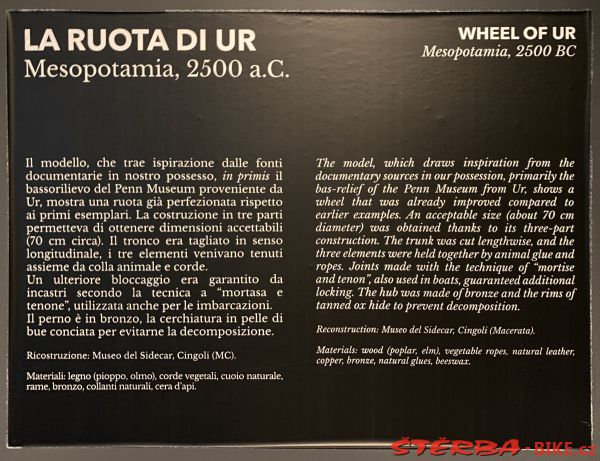 LA RUOTA DI UR
Mesopotamia, 2500 a.C.
WHEEL OF UR
Mesopotamia, 2500 BC
Il modello, che trae ispirazione dalle fonti
documentarie in nostro possesso, in primis il
bassorilievo del Penn Museum proveniente da
Ur, mostra una ruota già perfezionata rispetto
ai primi esemplari. La costruzione in tre parti
permetteva di ottenere dimensioni accettabili
(70 cm circa). Il tronco era tagliato in senso
longitudinale, i tre elementi venivano tenuti
assieme da colla animale e corde.
Un ulteriore bloccaggio era garantito da
incastri secondo la tecnica a “mortasa e
tenone”, utilizzata anche per le imbarcazioni.
Il perno è in bronzo, la cerchiatura in pelle di
bue conciata per evitarne la decomposizione.
Ricostruzione: Museo del Sidecar, Cingoli (MC).
Materiali: legno (pioppo, olmo), corde vegetali, cuoio naturale,
rame, bronzo, collanti naturali, cera d’api.
The model, which draws inspiration from the
documentary sources in our possession, primarily the
bas-relief of the Penn Museum from Ur, shows a
wheel that was already improved compared to
earlier examples. An acceptable size (about 70 cm
diameter) was obtained thanks to its three-part
construction. The trunk was cut lengthwise, and the
three elements were held together by animal glue and
ropes. Joints made with the technique of “mortise
and tenon”, also used in boats, guaranteed additional
locking. The hub was made of bronze and the rims of
tanned ox hide to prevent decomposition.
Reconstruction: Museo del Sidecar, Cingoli (Macerata).
Materials: wood (poplar, elm), vegetable ropes, natural leather,
copper, bronze, natural glues, beeswax.
ŠTĚRBA-BIKE.cz